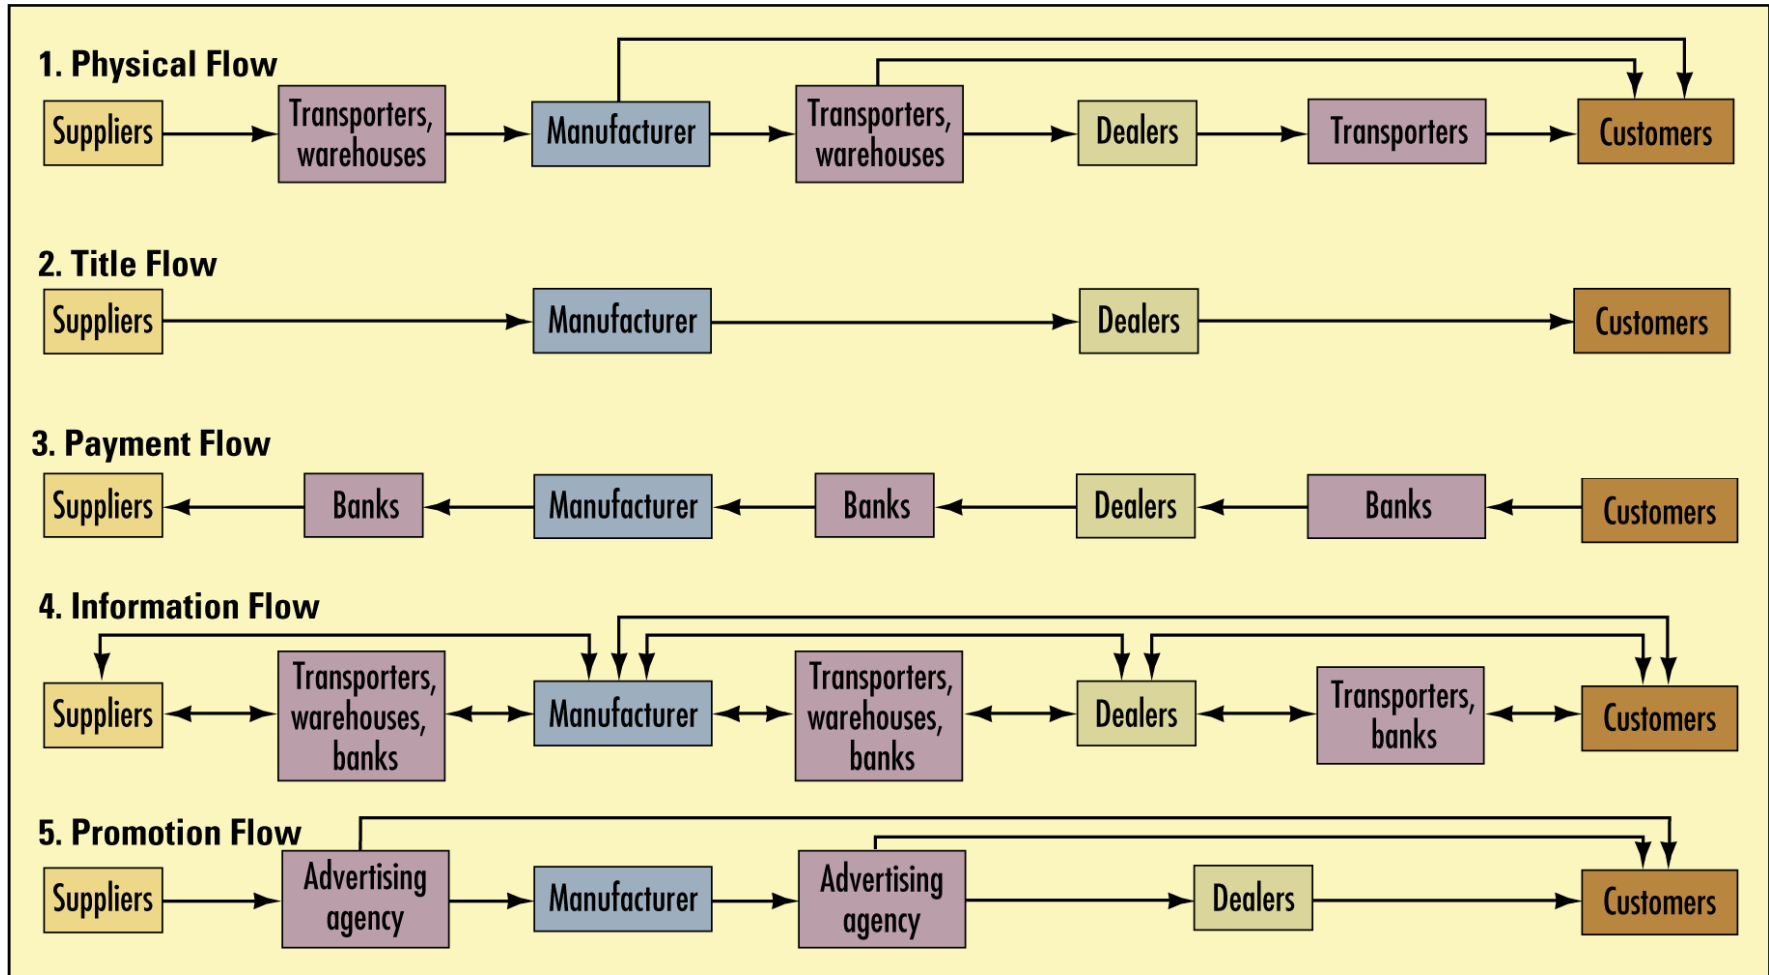 1. Physical Flow
Suppliers
Transporters,
warehouses
Manufacturer
Transporters,
warehouses
Dealers
Transporters
Customers
2. Title Flow
Suppliers
Manufacturer
Dealers
Customers
3. Payment Flow
Suppliers
Banks
Manufacturer
Banks
Dealers
Banks
Customers
4. Information Flow
Suppliers
Transporters,
warehouses,
banks
Manufacturer
Transporters,
warehouses,
banks
Dealers
Transporters,
banks
Customers
5. Promotion Flow
Suppliers
Advertising
agency
Manufacturer
Advertising
agency
Dealers
Customers